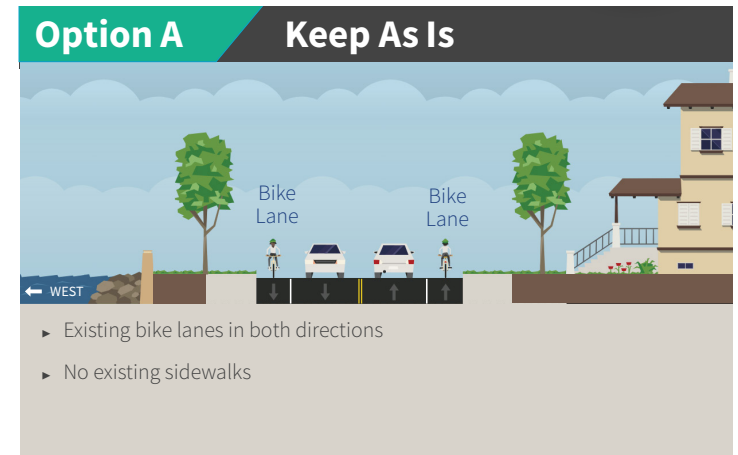 Option A
Keep As Is
Bike
Lane
Bike
Lane
← WEST
► Existing bike lanes in both directions
► No existing sidewalks